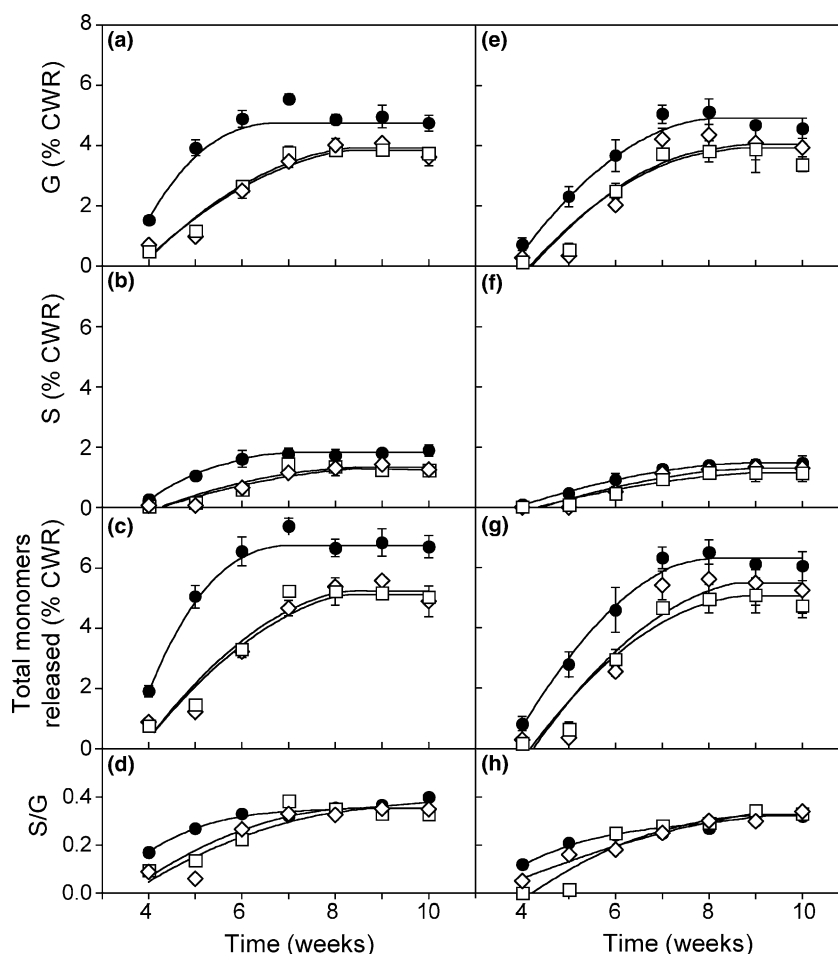 (a)
(e)
8
6
4
2
0
G (% CWR)
(b)
(f)
6
4
2
0
S (% CWR)
(c)
(g)
6
4
2
0
Total monomers
released (% CWR)
(d)
(h)
0.4
0.2
0.0
S/G
4 6 8 10
4 6 8 10
Time (weeks)
Time (weeks)